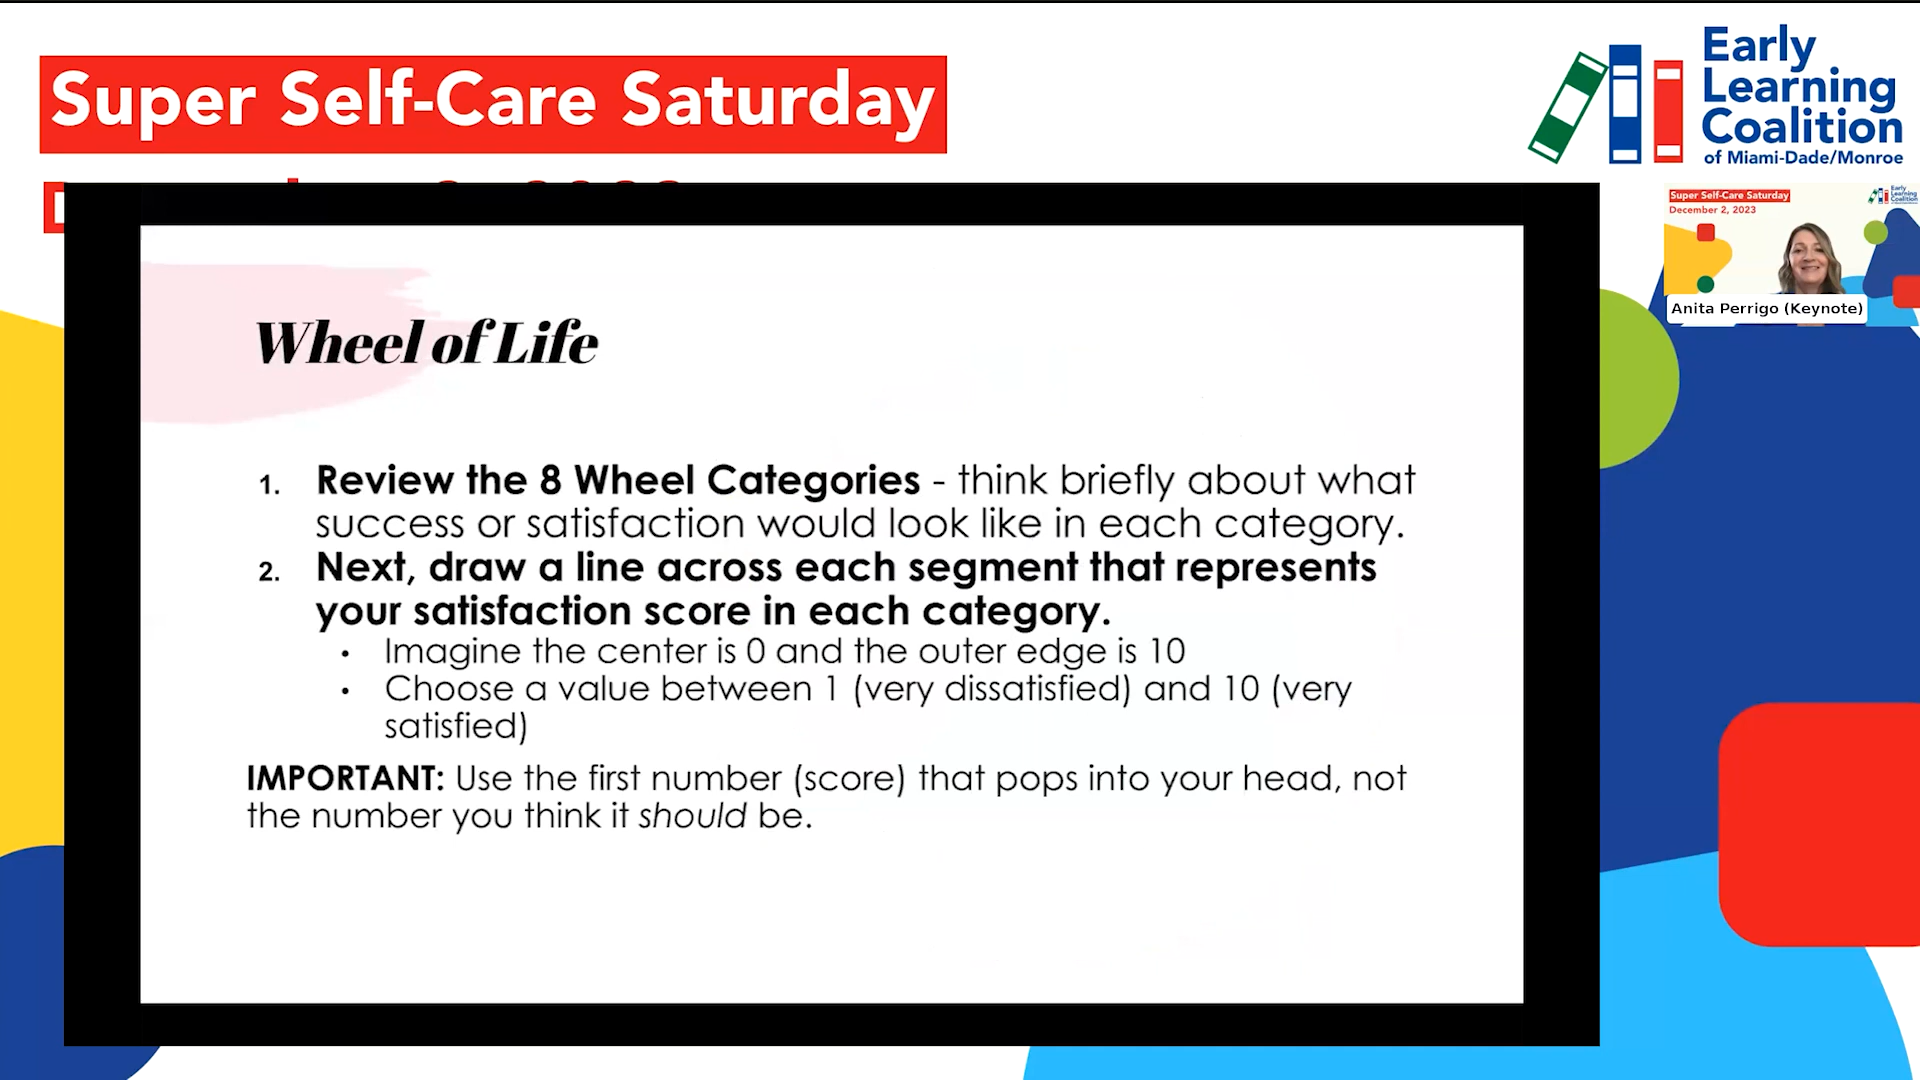 Super Self-Care Saturday
Early
Learning
Coalition
of Miami-Dade/Monroe
Super Self-Care Saturday
December 2, 2023
Early
Learning
Coalition
Anita Perrigo (Keynote)
Wheel of Life
1. Review the 8 Wheel Categories - think briefly about what
success or satisfaction would look like in each category.
2. Next, draw a line across each segment that represents
your satisfaction score in each category.
• Imagine the center is 0 and the outer edge is 10
• Choose a value between 1 (very dissatisfied) and 10 (very
satisfied)
IMPORTANT: Use the first number (score) that pops into your head, not
the number you think it should be.